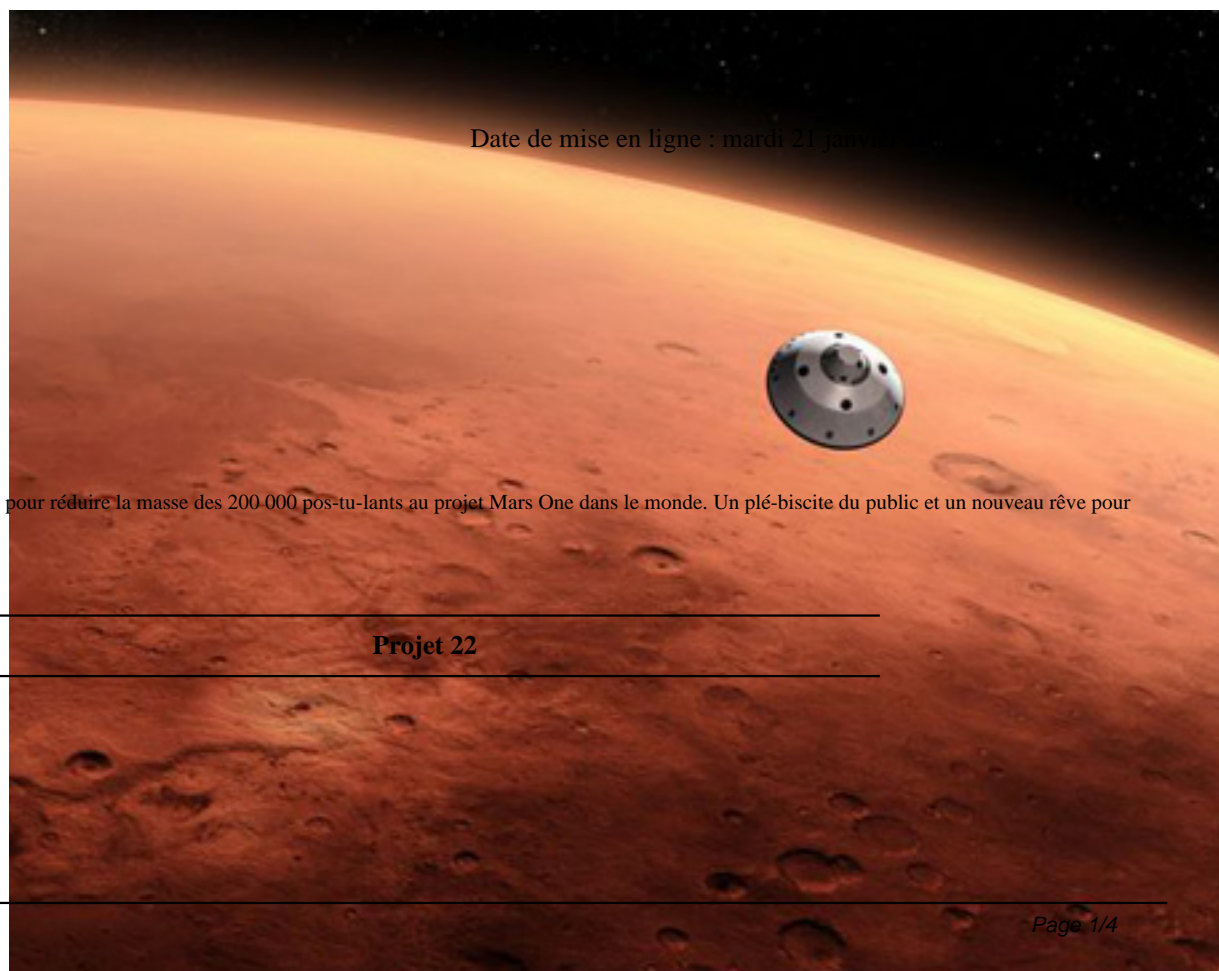 Date de mise en ligne : mardi 21 janvier
pour réduire la masse des 200 000 pos-tu-lants au projet Mars One dans le monde. Un plé-biscite du public et un nouveau rêve pour
Projet 22
Page 1/4